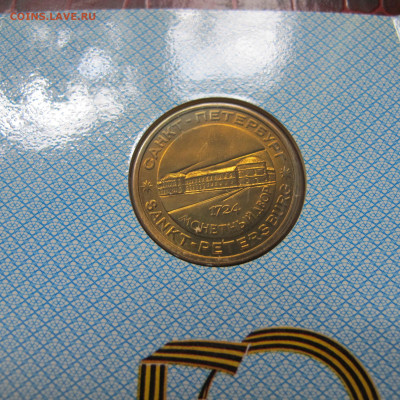 COINS.LAVE.RU
САНКТ-ПЕТЕРБУРГ
1724
МОНЕТНЫЙ ДВОР
SANKT-PETERSBURG